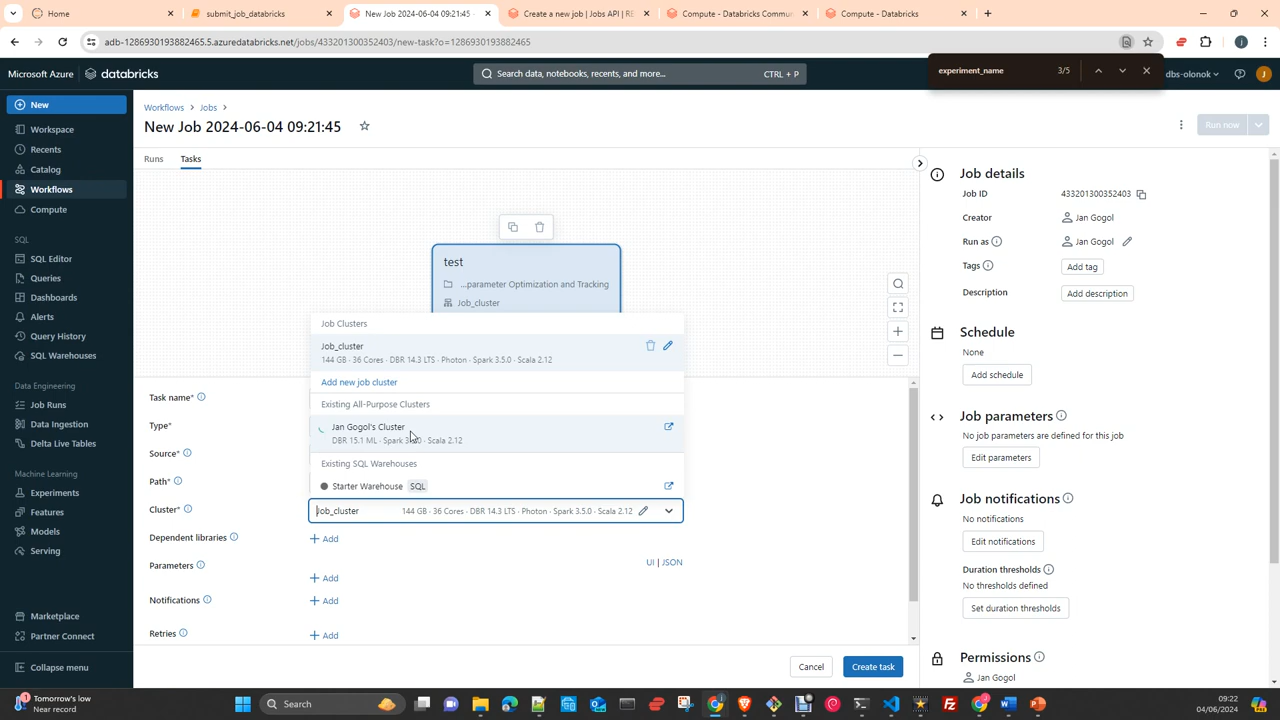 Home
submit_job_databricks
New Job 2024-06-04 09:21:45 -
Create a new job | Jobs API | RE
Compute - Databricks Commun
Compute - Databricks
adb-1286930193882465.5.azuredatabricks.net/jobs/433201300352403/new-task?o=1286930193882465
Microsoft Azure
databricks
Search data, notebooks, recents, and more...
CTRL + P
experiment_name
3/5
dbs-olonok
J
New
Workspace
Recents
Catalog
Workflows
Compute
SQL
SQL Editor
Queries
Dashboards
Alerts
Query History
SQL Warehouses
Data Engineering
Job Runs
Data Ingestion
Delta Live Tables
Machine Learning
Experiments
Features
Models
Serving
Marketplace
Partner Connect
Collapse menu
Workflows > Jobs >
New Job 2024-06-04 09:21:45
Run now
Runs
Tasks
test
...parameter Optimization and Tracking
Job_cluster
Job Clusters
Job_cluster
144 GB · 36 Cores · DBR 14.3 LTS · Photon · Spark 3.5.0 · Scala 2.12
Add new job cluster
Existing All-Purpose Clusters
Jan Gogol's Cluster
DBR 15.1 ML · Spark 3.5.0 · Scala 2.12
Existing SQL Warehouses
Starter Warehouse SQL
Task name*
Type*
Source*
Path*
Cluster*
Job_cluster 144 GB · 36 Cores · DBR 14.3 LTS · Photon · Spark 3.5.0 · Scala 2.12
Dependent libraries
+ Add
Parameters
UI | JSON
+ Add
Notifications
+ Add
Retries
+ Add
Cancel
Create task
Job details
Job ID 433201300352403
Creator Jan Gogol
Run as Jan Gogol
Tags Add tag
Description Add description
Schedule
None
Add schedule
Job parameters
No job parameters are defined for this job
Edit parameters
Job notifications
No notifications
Edit notifications
Duration thresholds
No thresholds defined
Set duration thresholds
Permissions
Jan Gogol
Tomorrow's low
Near record
Search
09:22
04/06/2024